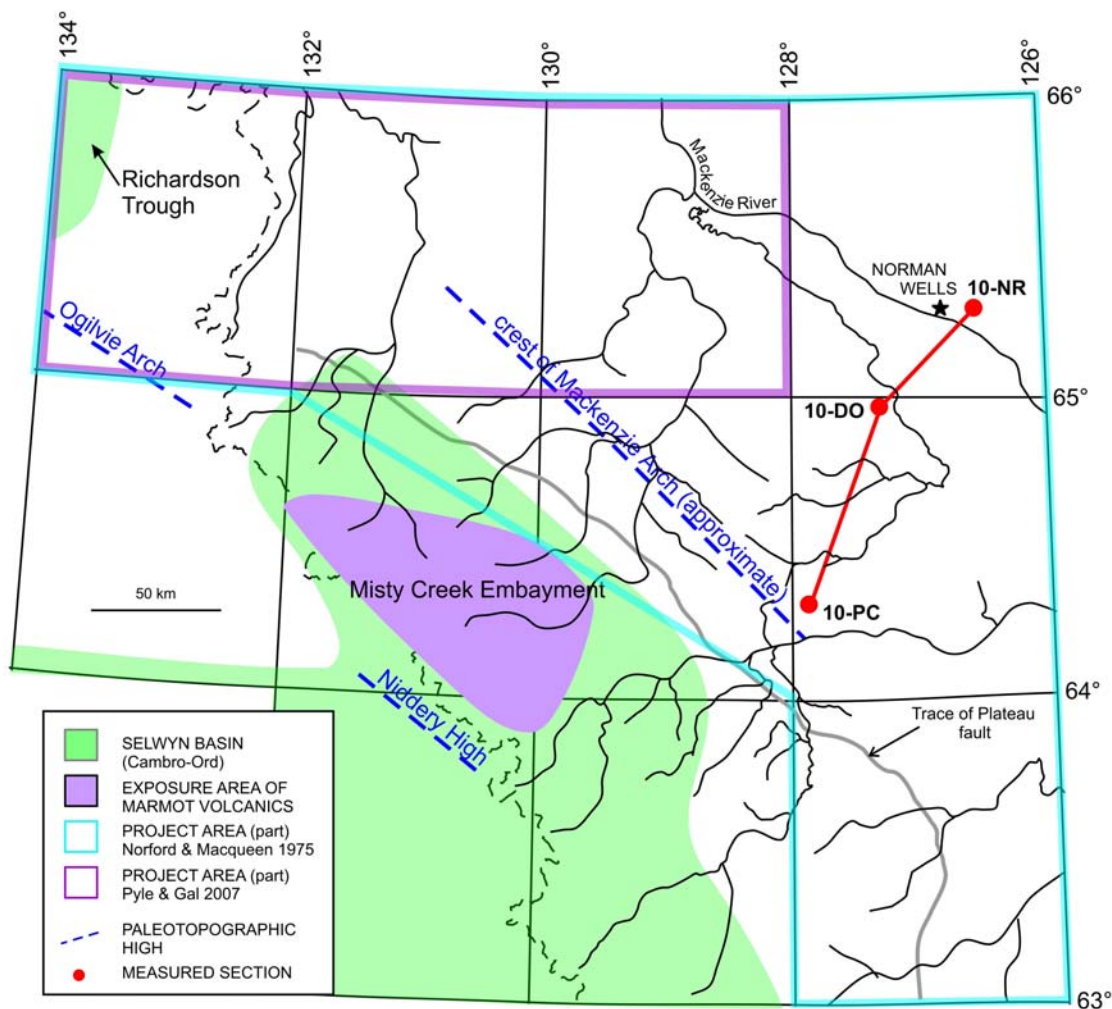 134°
132°
130°
128°
126°
66°
Richardson
Trough
Mackenzie River
NORMAN
WELLS
10-NR
Ogilvie Arch
crest of Mackenzie Arch (approximate)
65°
10-DO
50 km
Misty Creek Embayment
10-PC
Niddery High
64°
Trace of Plateau
fault
SELWYN BASIN
(Cambro-Ord)
EXPOSURE AREA OF
MARMOT VOLCANICS
PROJECT AREA (part)
Norford & Macqueen 1975
PROJECT AREA (part)
Pyle & Gal 2007
PALEOTOPOGRAPHIC
HIGH
MEASURED SECTION
63°